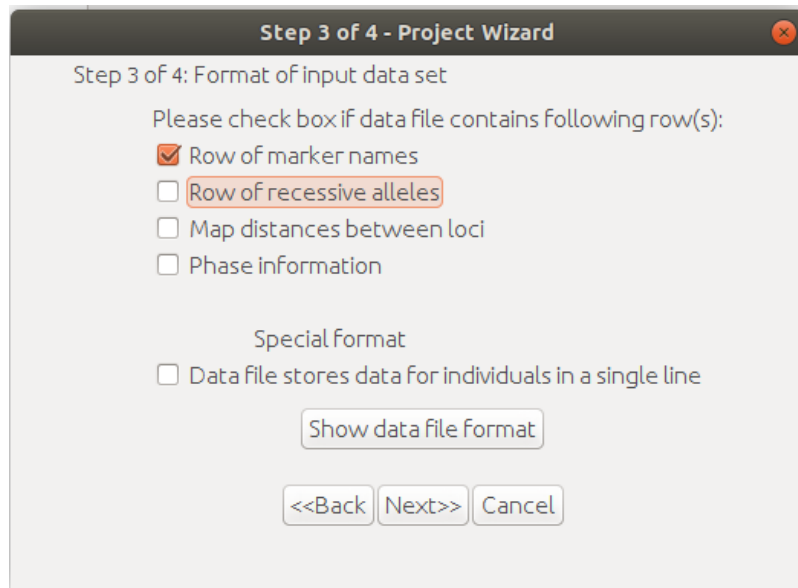 Step 3 of 4 - Project Wizard
Step 3 of 4: Format of input data set
Please check box if data file contains following row(s):
Row of marker names
Row of recessive alleles
Map distances between loci
Phase information
Special format
Data file stores data for individuals in a single line
Show data file format
<<Back Next>> Cancel